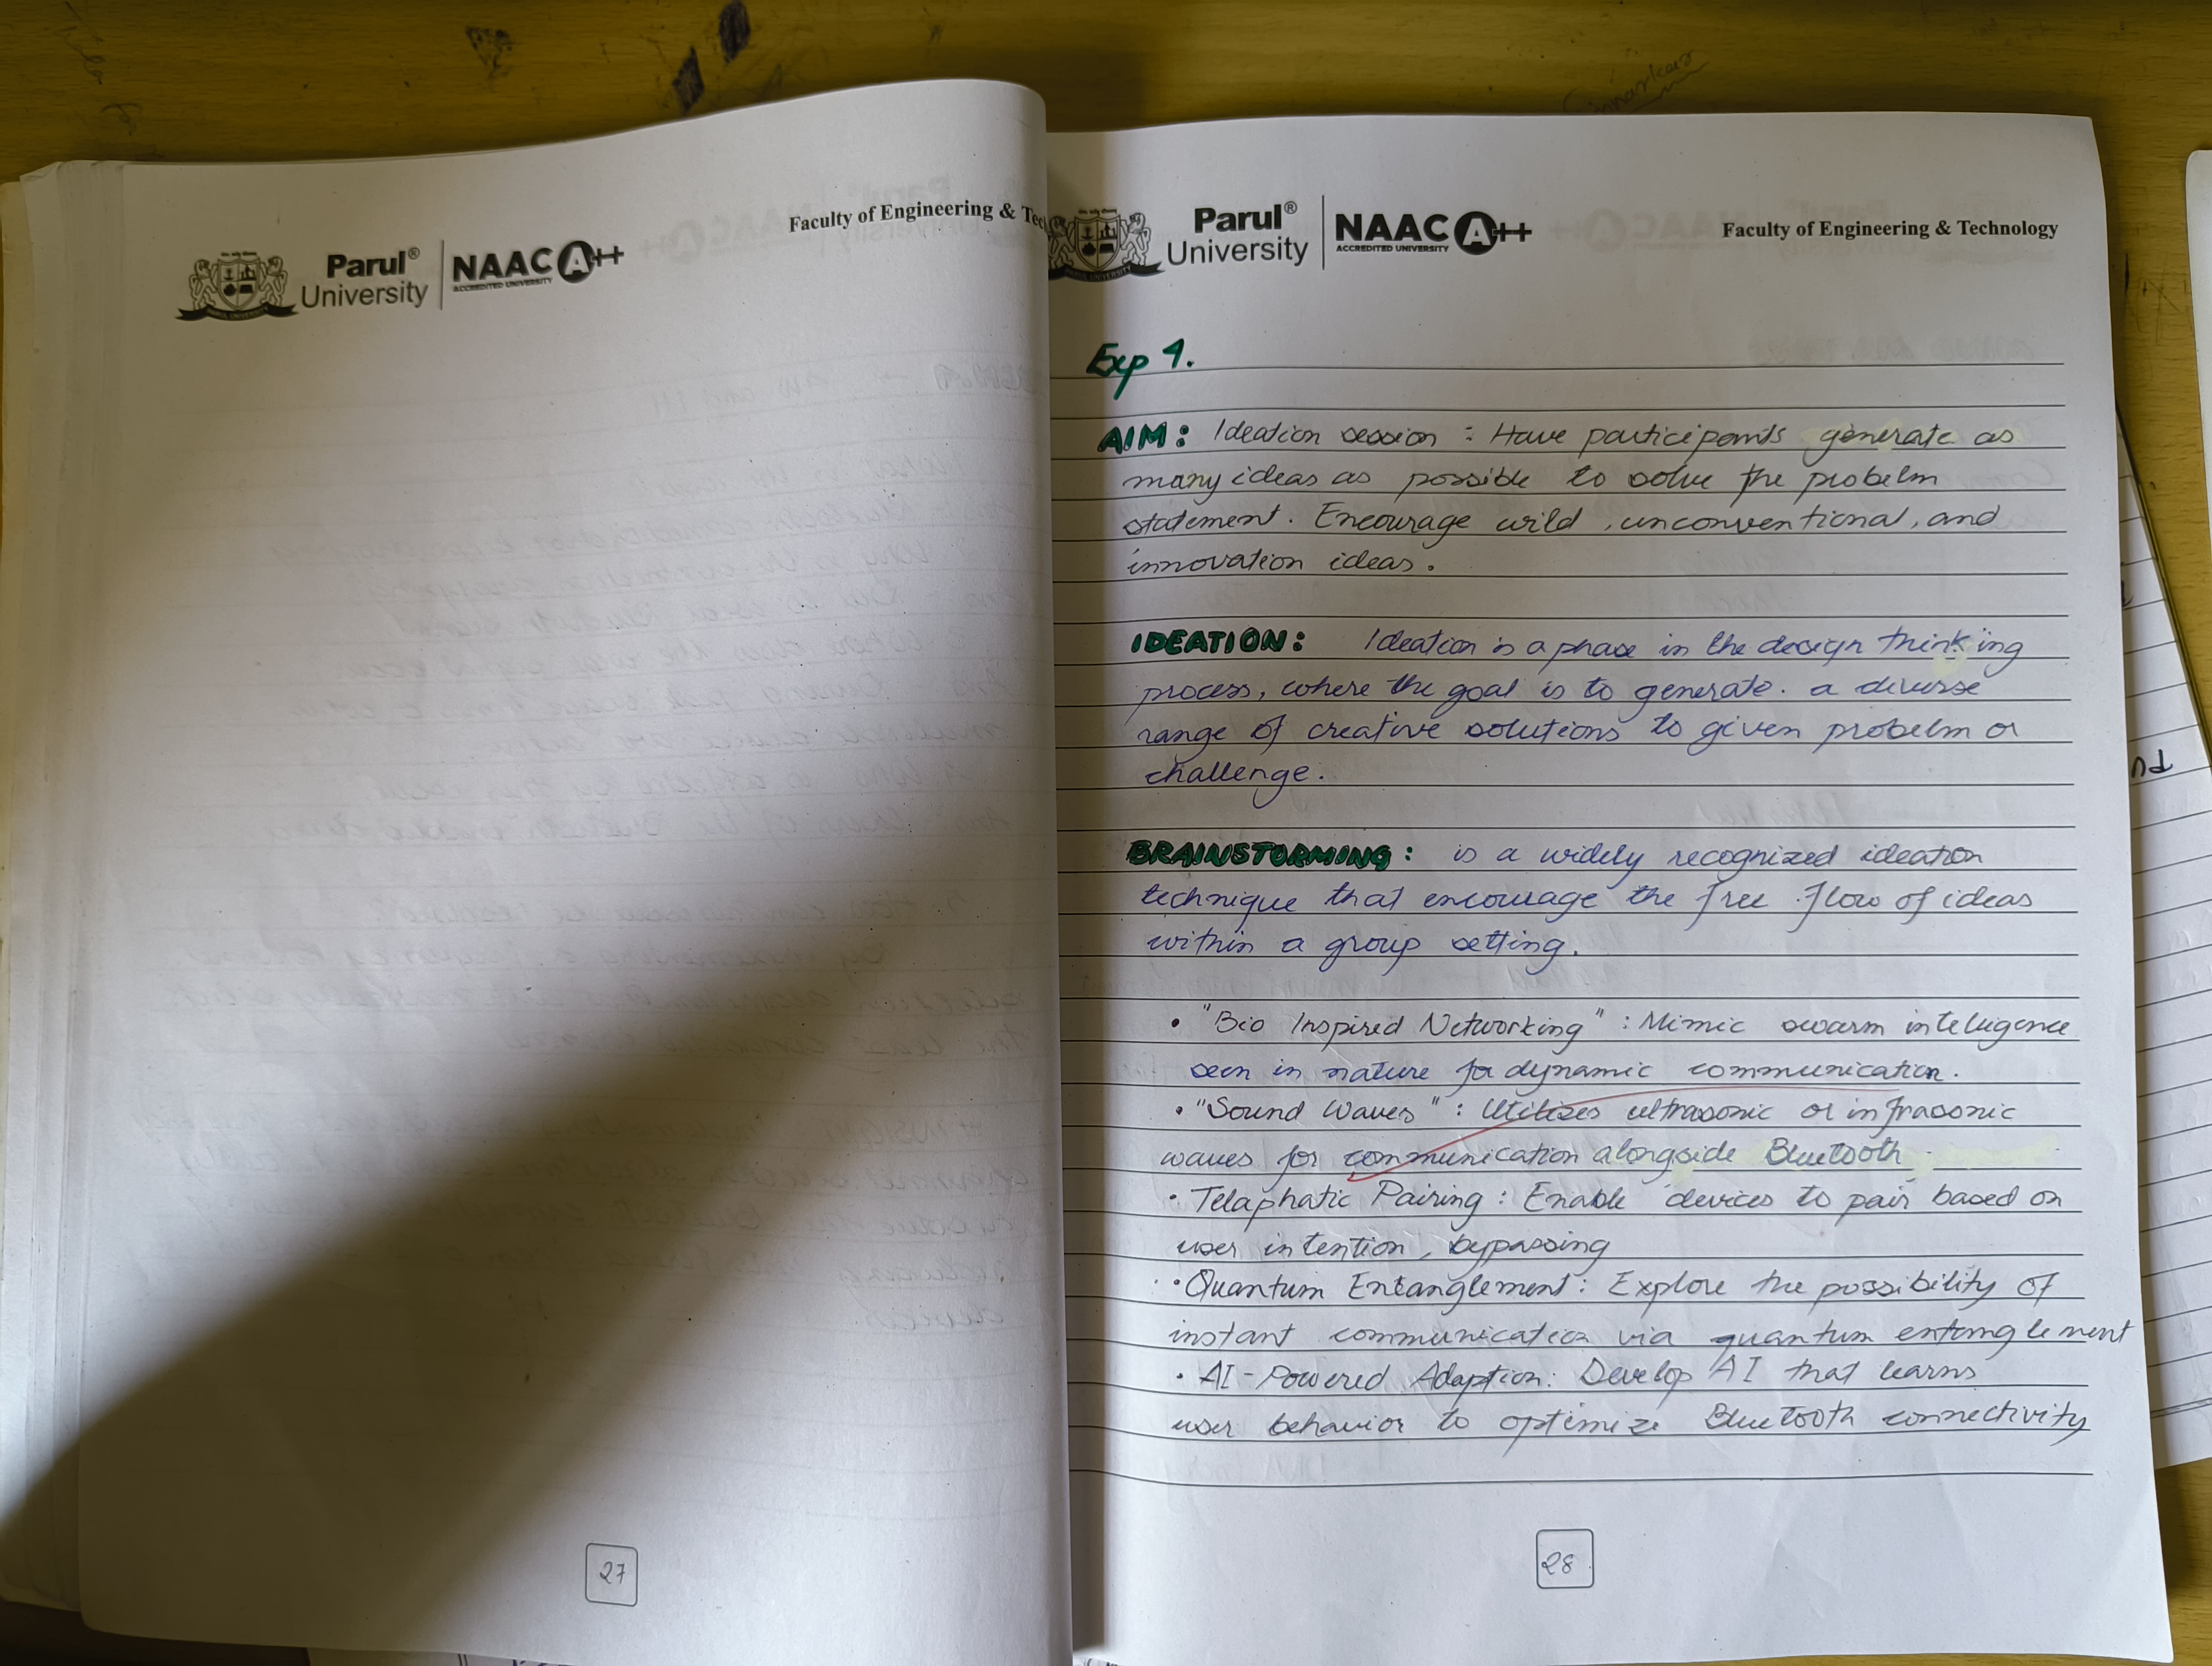 Faculty of Engineering & Tec
Parul®
University
NAAC A++
ACCREDITED UNIVERSITY
PARUL UNIVERSITY
27
Parul®
University
NAAC A++
ACCREDITED UNIVERSITY
Faculty of Engineering & Technology
Exp 4.
AIM: Ideation session : Have participants generate as
many ideas as possible to solve the probelm
statement. Encourage wild, unconventional, and
innovation ideas.
IDEATION: Ideation is a phase in the design thinking
process, where the goal is to generate. a diverse
range of creative solutions to given probelm or
challenge.
BRAINSTORMING: is a widely recognized ideation
technique that encourage the free flow of ideas
within a group setting.
• "Bio Inspired Networking" : Mimic swarm intelligence
seen in nature for dynamic communication.
• "Sound Waves" : Utilizes ultrasonic or infrasonic
waves for communication alongside Bluetooth
• Telaphatic Pairing : Enable devices to pair based on
user intention, bypassing
• Quantum Entanglement : Explore the possibility of
instant communication via quantum entanglement
• AI-Powered Adaption : Develop AI that learns
user behavior to optimize Bluetooth connectivity
28